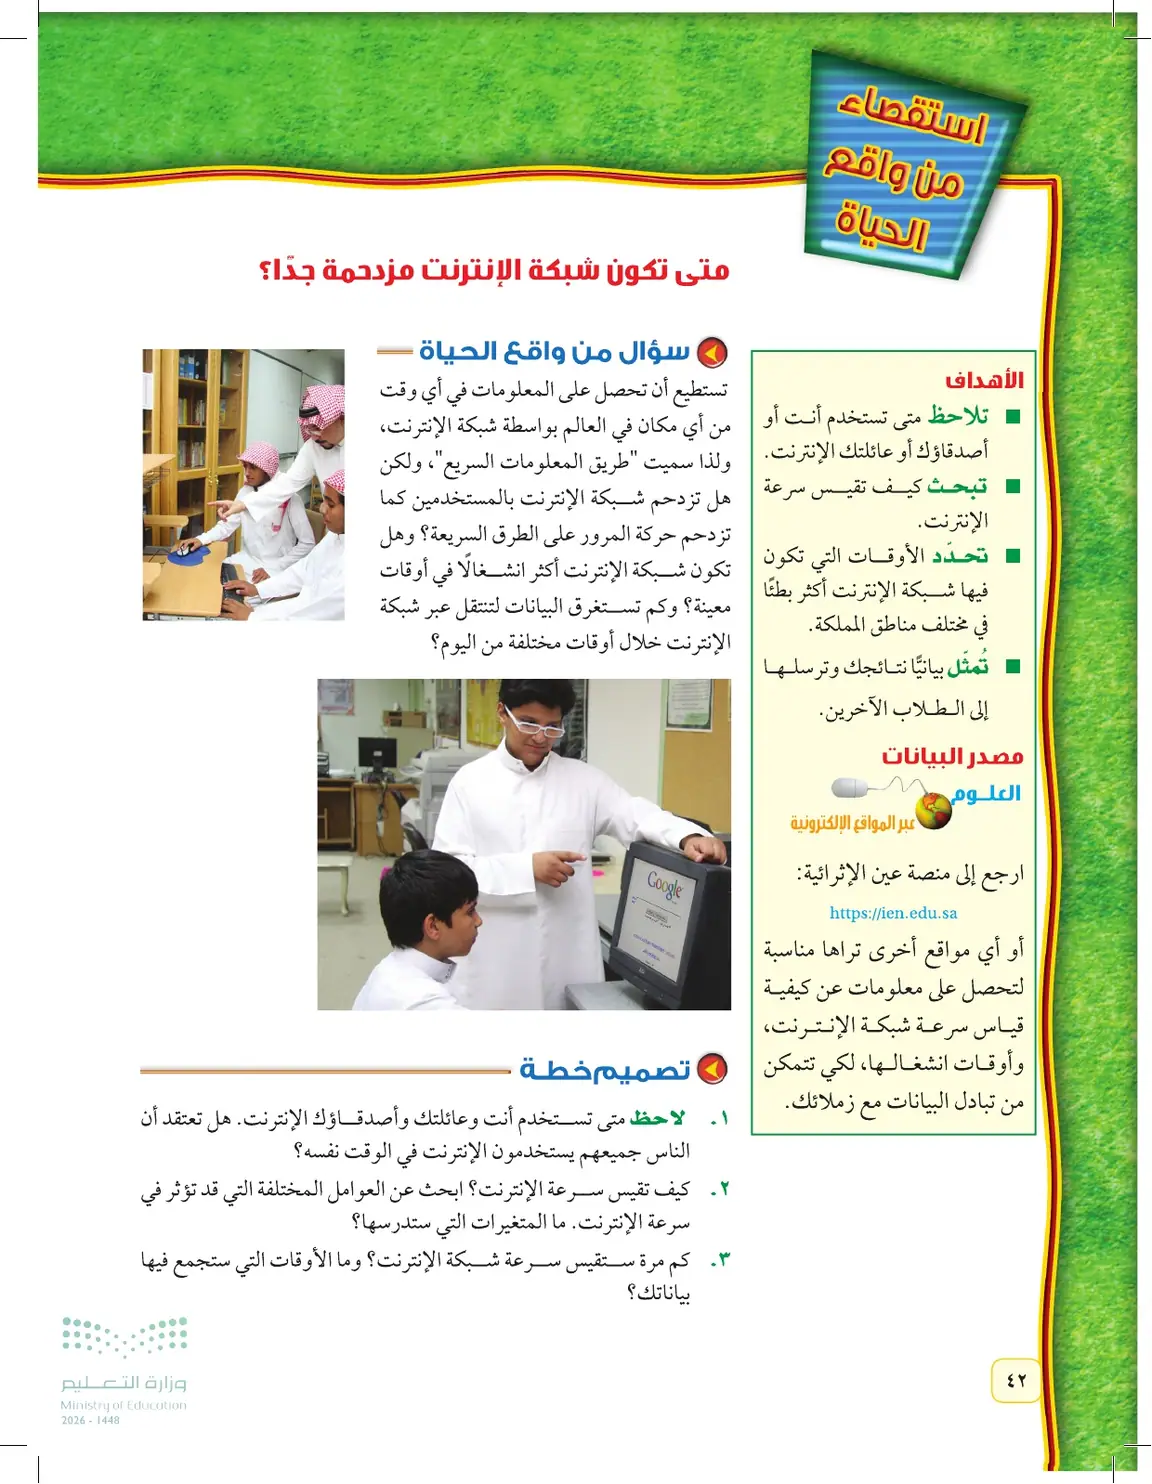 استقصاء
من واقع
الحياة
متى تكون شبكة الإنترنت مزدحمة جدًا؟
سؤال من واقع الحياة
تستطيع أن تحصل على المعلومات في أي وقت
من أي مكان في العالم بواسطة شبكة الإنترنت،
ولذا سميت "طريق المعلومات السريع"، ولكن
هل تزدحم شبكة الإنترنت بالمستخدمين كما
تزدحم حركة المرور على الطرق السريعة؟ وهل
تكون شبكة الإنترنت أكثر انشغالًا في أوقات
معينة؟ وكم تستغرق البيانات لتنتقل عبر شبكة
الإنترنت خلال أوقات مختلفة من اليوم؟
Google
الأهداف
تلاحظ متى تستخدم أنت أو
أصدقاؤك أو عائلتك الإنترنت.
تبحث كيف تقيس سرعة
الإنترنت.
تحدّد الأوقات التي تكون
فيها شبكة الإنترنت أكثر بطئًا
في مختلف مناطق المملكة.
تُمثّل بيانيًّا نتائجك وترسلها
إلى الطلاب الآخرين.
مصدر البيانات
العلوم
عبر المواقع الإلكترونية
ارجع إلى منصة عين الإثرائية:
https://ien.edu.sa
أو أي مواقع أخرى تراها مناسبة
لتحصل على معلومات عن كيفية
قياس سرعة شبكة الإنترنت،
وأوقات انشغالها، لكي تتمكن
من تبادل البيانات مع زملائك.
تصميم خطة
١. لاحظ متى تستخدم أنت وعائلتك وأصدقاؤك الإنترنت. هل تعتقد أن
الناس جميعهم يستخدمون الإنترنت في الوقت نفسه؟
٢. كيف تقيس سرعة الإنترنت؟ ابحث عن العوامل المختلفة التي قد تؤثر في
سرعة الإنترنت. ما المتغيرات التي ستدرسها؟
٣. كم مرة ستقيس سرعة شبكة الإنترنت؟ وما الأوقات التي ستجمع فيها
بياناتك؟
وزارة التعليم
Ministry of Education
2026 - 1448
٤٢